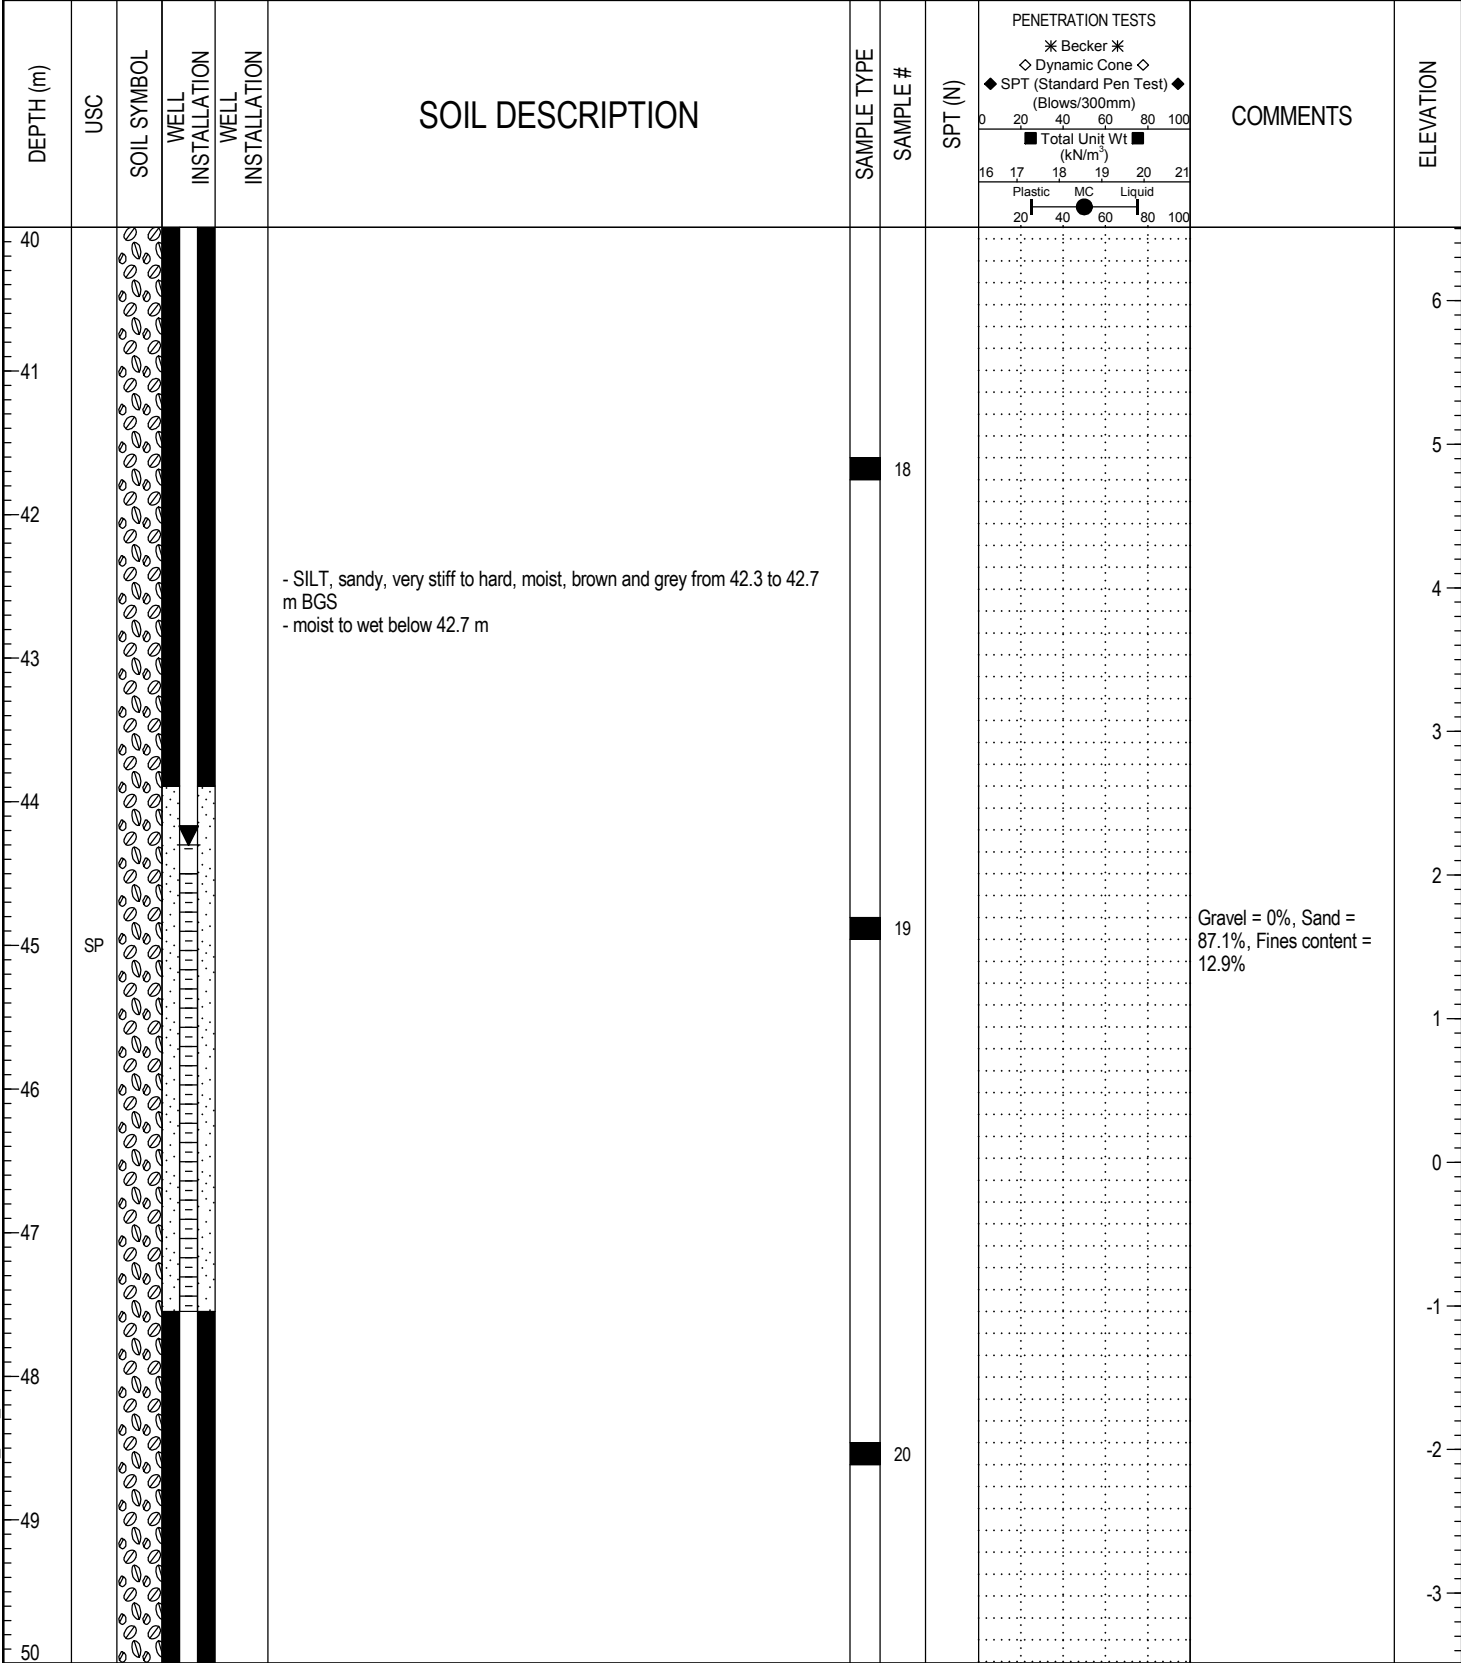 DEPTH (m)
USC
SOIL SYMBOL
WELL
INSTALLATION
WELL
INSTALLATION
SOIL DESCRIPTION
SAMPLE TYPE
SAMPLE #
SPT (N)
PENETRATION TESTS
Becker
Dynamic Cone
SPT (Standard Pen Test)
(Blows/300mm)
0 20 40 60 80 100
Total Unit Wt
(kN/m³)
16 17 18 19 20 21
Plastic MC Liquid
20 40 60 80 100
COMMENTS
ELEVATION
40
6
41
5
18
42
- SILT, sandy, very stiff to hard, moist, brown and grey from 42.3 to 42.7
m BGS
- moist to wet below 42.7 m
4
43
3
44
2
45
SP
19
Gravel = 0%, Sand =
87.1%, Fines content =
12.9%
1
46
0
47
-1
48
20
-2
49
-3
50